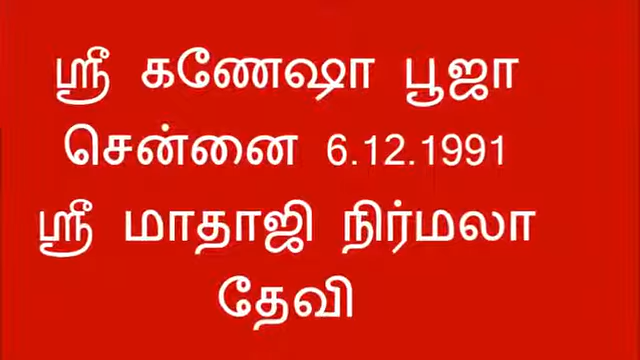 ஸ்ரீ கணேஷா பூஜா
சென்னை 6.12.1991
ஸ்ரீ மாதாஜி நிர்மலா
தேவி